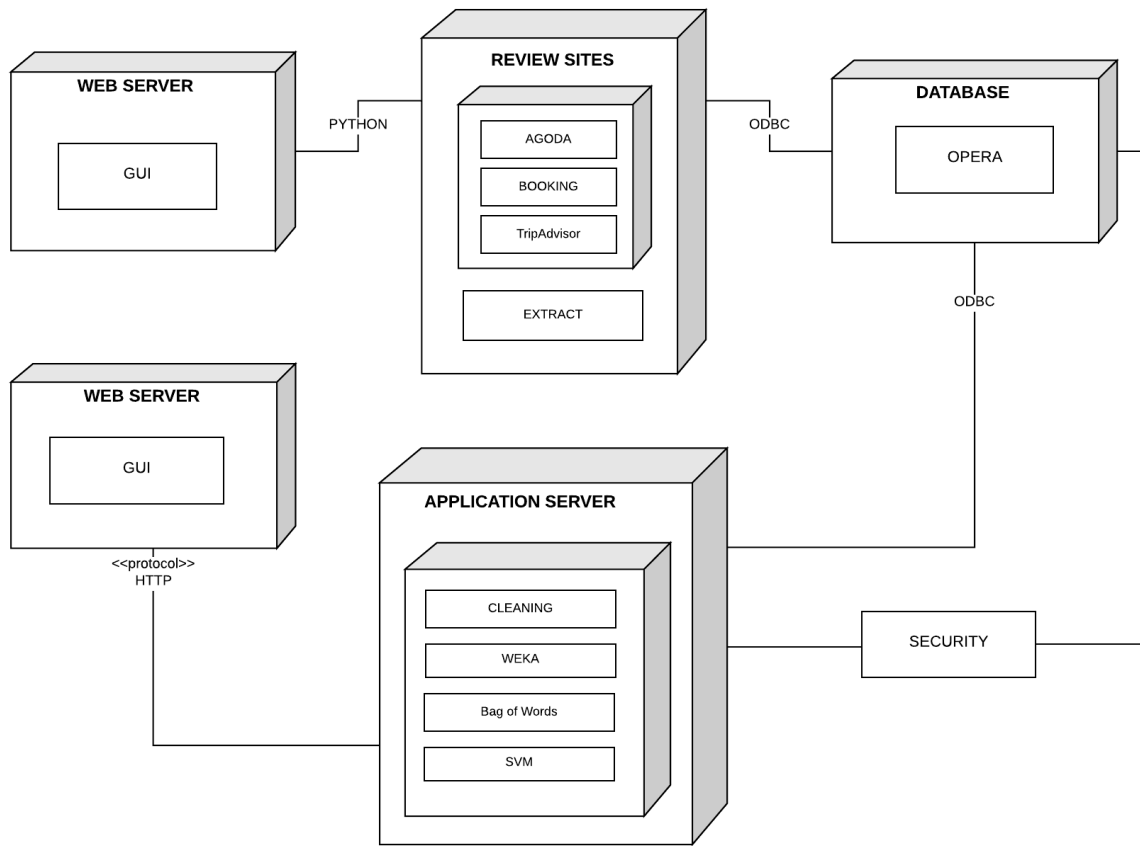 WEB SERVER
GUI
PYTHON
REVIEW SITES
AGODA
BOOKING
TripAdvisor
EXTRACT
ODBC
DATABASE
OPERA
ODBC
WEB SERVER
GUI
<<protocol>>
HTTP
APPLICATION SERVER
CLEANING
WEKA
Bag of Words
SVM
SECURITY